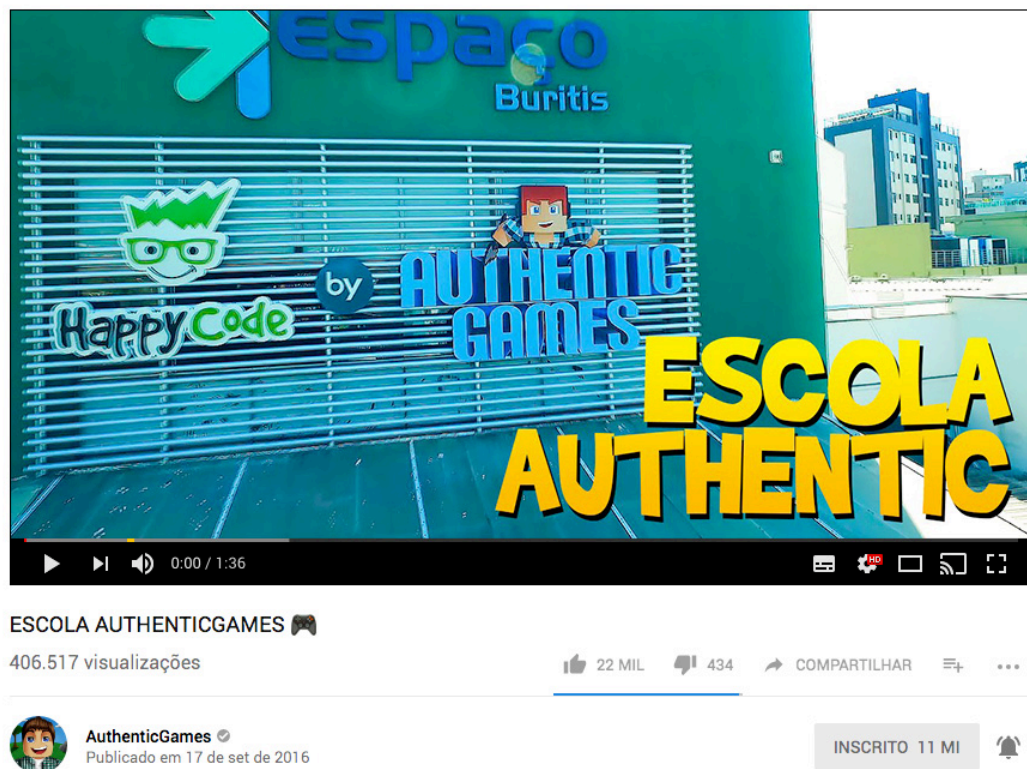 espaço
Buritis
Happy Code
by
AUTHENTIC
GAMES
ESCOLA
AUTHENTIC
0:00 / 1:36
HD
ESCOLA AUTHENTICGAMES 🎮
406.517 visualizações
22 MIL
434
COMPARTILHAR
AuthenticGames
Publicado em 17 de set de 2016
INSCRITO 11 MI